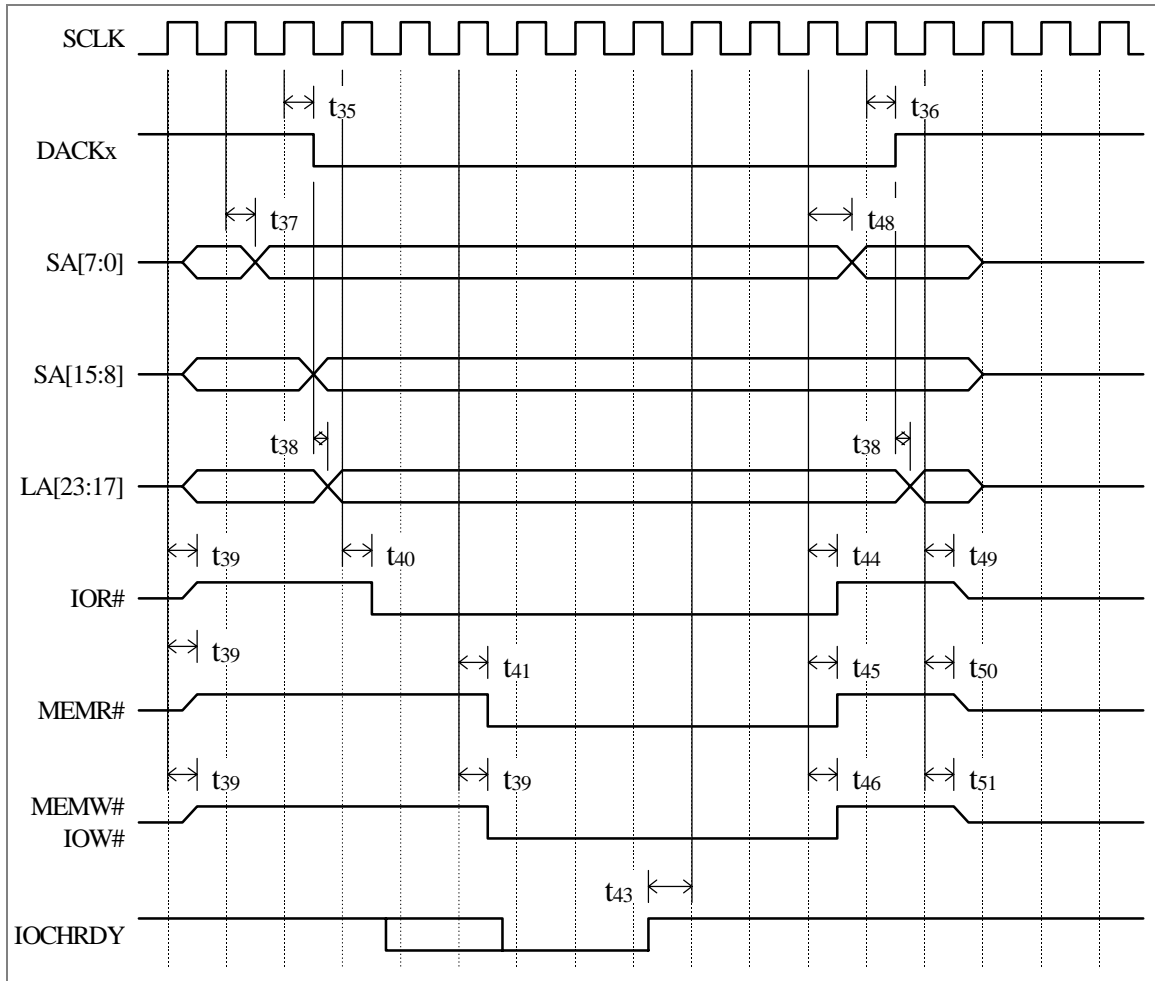 SCLK
t35
t36
DACKx
t37
t48
SA[7:0]
SA[15:8]
t38
t38
LA[23:17]
t39
t40
t44
t49
IOR#
t39
t41
t45
t50
MEMR#
t39
t39
t46
t51
MEMW#
IOW#
t43
IOCHRDY